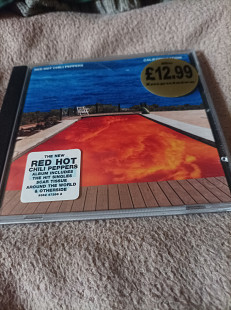 RED HOT CHILI PEPPERS
£12.99
THE NEW
RED HOT
CHILI PEPPERS
ALBUM INCLUDES
THE HIT SINGLES
SCAR TISSUE
AROUND THE WORLD
& OTHERSIDE